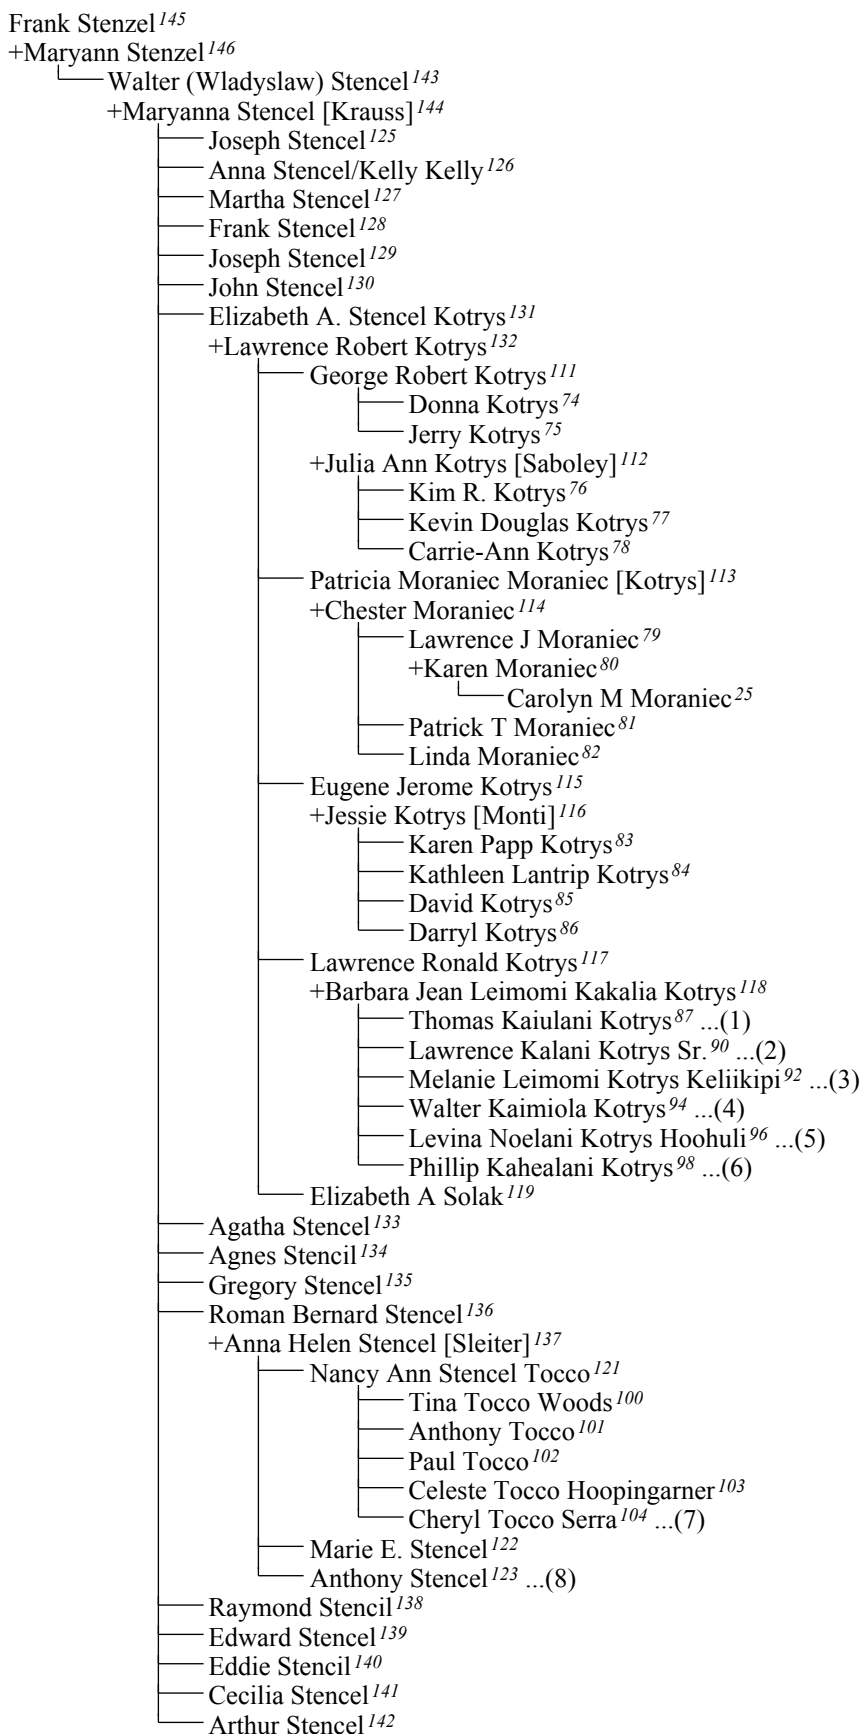 Frank Stenzel145
+Maryann Stenzel146
Walter (Wladyslaw) Stencel143
+Maryanna Stencel [Krauss]144
Joseph Stencel125
Anna Stencel/Kelly Kelly126
Martha Stencel127
Frank Stencel128
Joseph Stencel129
John Stencel130
Elizabeth A. Stencel Kotrys131
+Lawrence Robert Kotrys132
George Robert Kotrys111
Donna Kotrys74
Jerry Kotrys75
+Julia Ann Kotrys [Saboley]112
Kim R. Kotrys76
Kevin Douglas Kotrys77
Carrie-Ann Kotrys78
Patricia Moraniec Moraniec [Kotrys]113
+Chester Moraniec114
Lawrence J Moraniec79
+Karen Moraniec80
Carolyn M Moraniec25
Patrick T Moraniec81
Linda Moraniec82
Eugene Jerome Kotrys115
+Jessie Kotrys [Monti]116
Karen Papp Kotrys83
Kathleen Lantrip Kotrys84
David Kotrys85
Darryl Kotrys86
Lawrence Ronald Kotrys117
+Barbara Jean Leimomi Kakalia Kotrys118
Thomas Kaiulani Kotrys87 ...(1)
Lawrence Kalani Kotrys Sr.90 ...(2)
Melanie Leimomi Kotrys Keliikipi92 ...(3)
Walter Kaimiola Kotrys94 ...(4)
Levina Noelani Kotrys Hoohuli96 ...(5)
Phillip Kahealani Kotrys98 ...(6)
Elizabeth A Solak119
Agatha Stencel133
Agnes Stencil134
Gregory Stencel135
Roman Bernard Stencel136
+Anna Helen Stencel [Sleiter]137
Nancy Ann Stencel Tocco121
Tina Tocco Woods100
Anthony Tocco101
Paul Tocco102
Celeste Tocco Hoopingarner103
Cheryl Tocco Serra104 ...(7)
Marie E. Stencel122
Anthony Stencel123 ...(8)
Raymond Stencil138
Edward Stencel139
Eddie Stencil140
Cecilia Stencel141
Arthur Stencel142